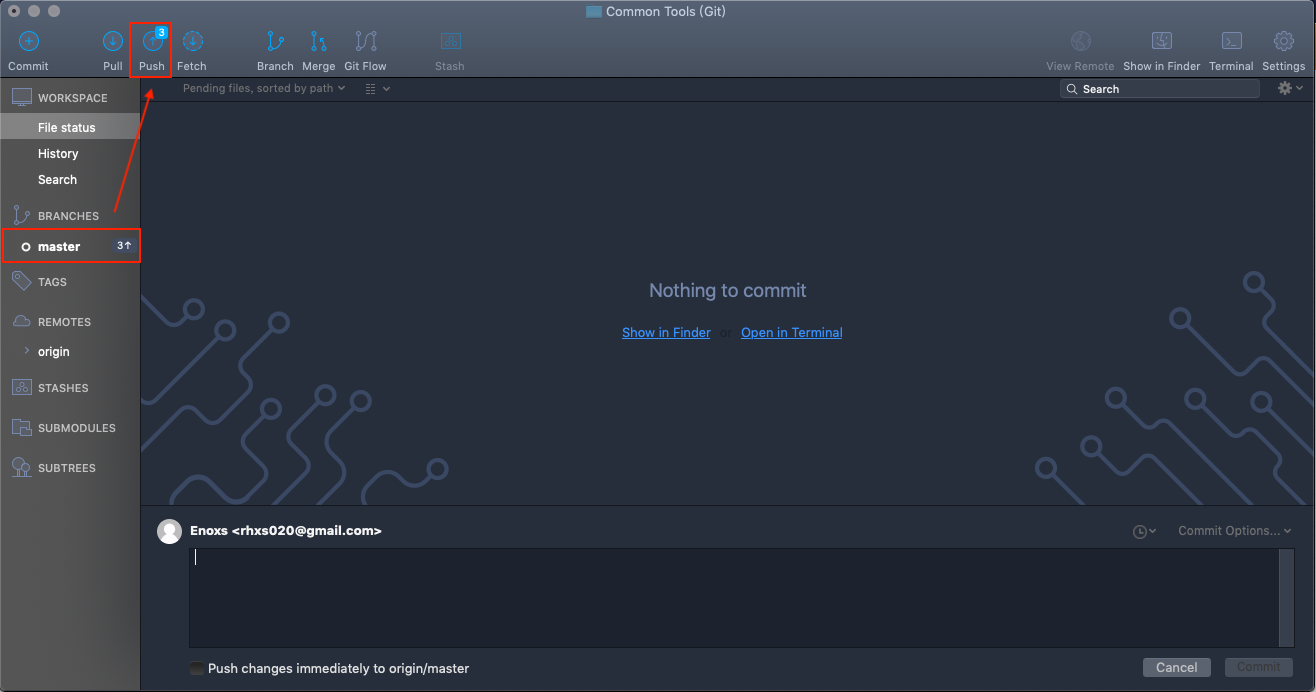 Common Tools (Git)
3
Commit Pull Push Fetch Branch Merge Git Flow Stash View Remote Show in Finder Terminal Settings
WORKSPACE
Pending files, sorted by path
Search
File status
History
Search
BRANCHES
master 3↑
TAGS
REMOTES
origin
STASHES
SUBMODULES
SUBTREES
Nothing to commit
Show in Finder or Open in Terminal
Enoxs <rhxs020@gmail.com>
Commit Options...
Push changes immediately to origin/master
Cancel Commit